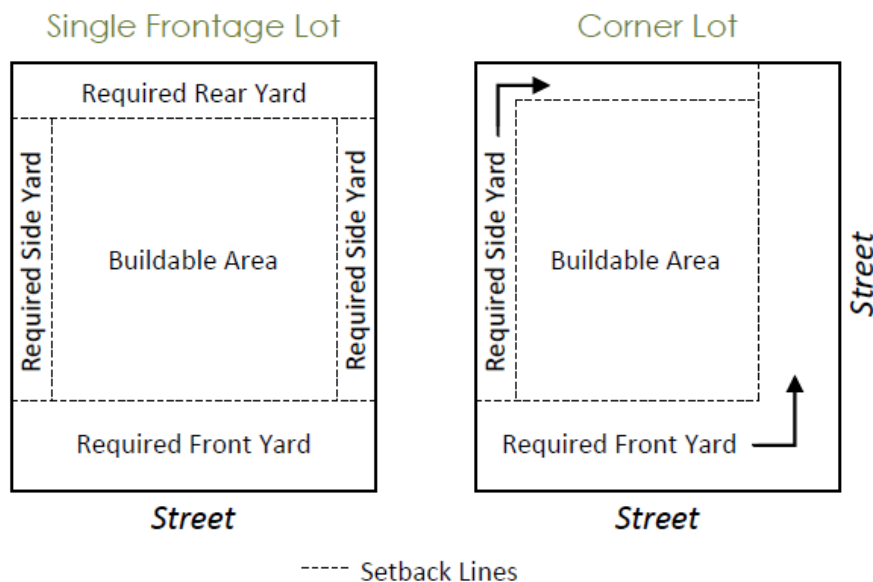 Single Frontage Lot
Required Rear Yard
Required Side Yard
Buildable Area
Required Side Yard
Required Front Yard
Street
Corner Lot
Required Side Yard
Buildable Area
Street
Required Front Yard
Street
Setback Lines